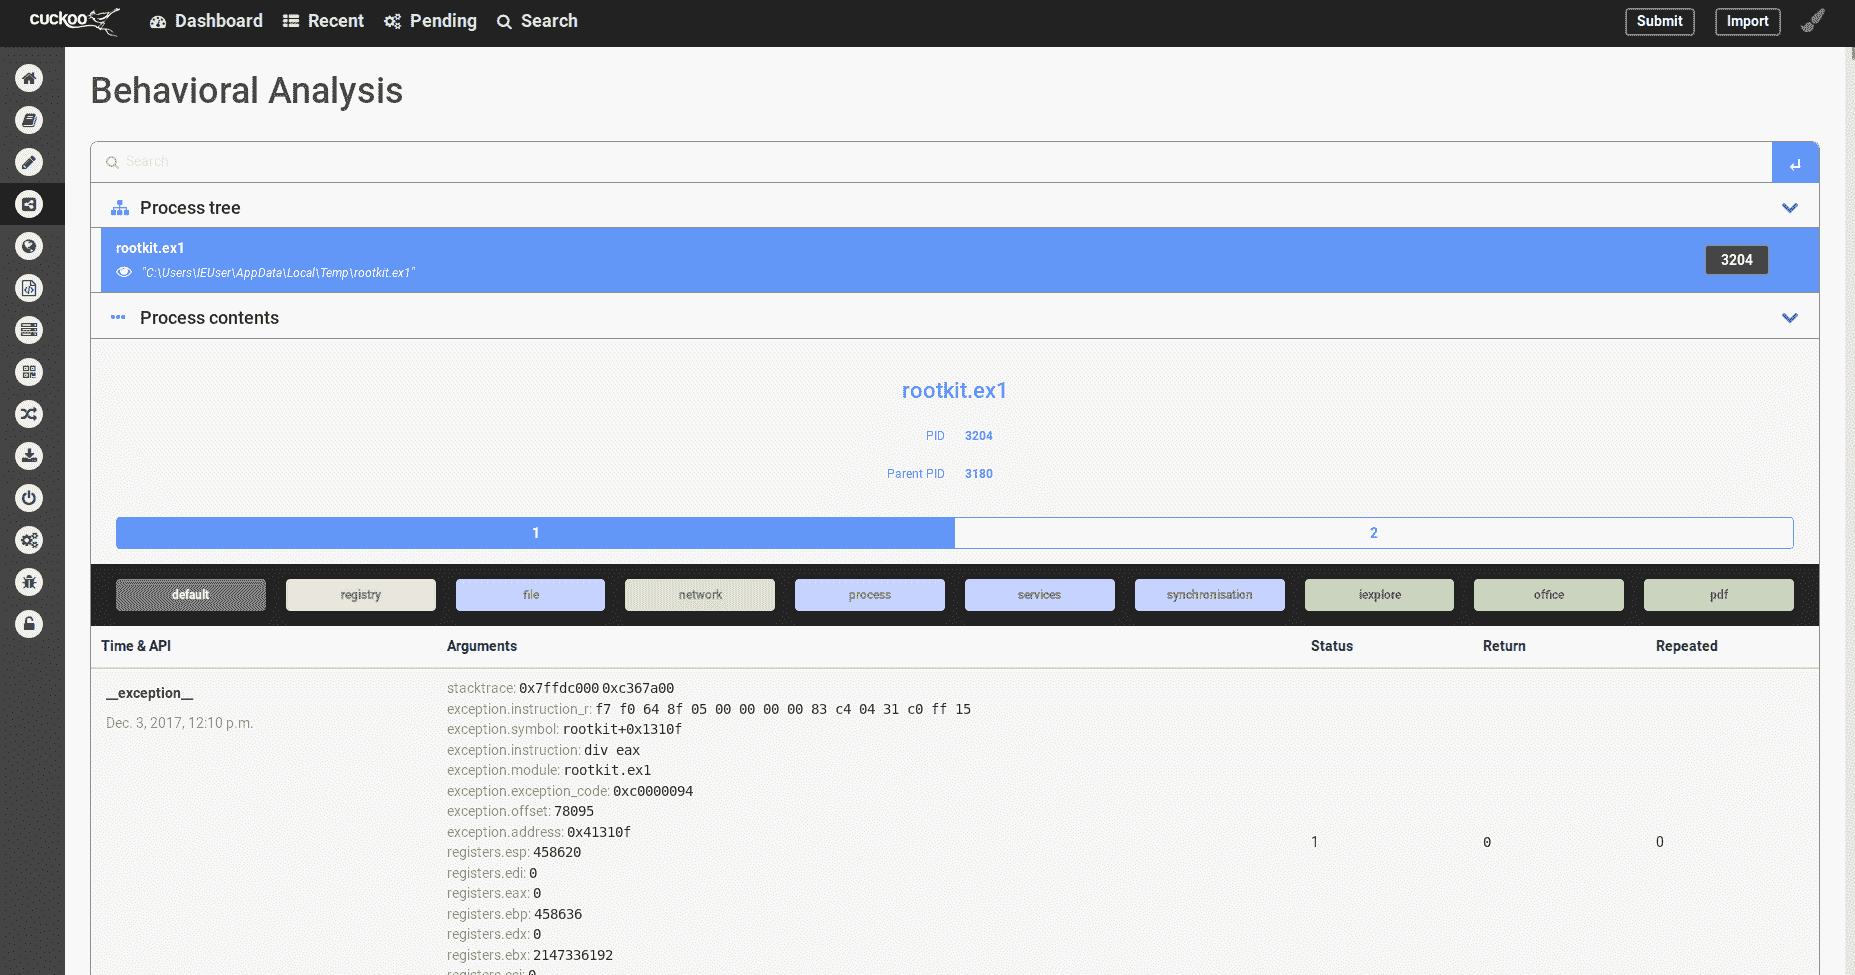 cuckoo Dashboard Recent Pending Search Submit Import
Behavioral Analysis
Search
Process tree
rootkit.ex1
"C:\Users\IEUser\AppData\Local\Temp\rootkit.ex1"
3204
Process contents
rootkit.ex1
PID 3204
Parent PID 3180
1 2
default registry file network process services synchronisation iexplore office pdf
Time & API Arguments Status Return Repeated
__exception__
Dec. 3, 2017, 12:10 p.m.
stacktrace: 0x7ffdc000 0xc367a00
exception.instruction_r: f7 f0 64 8f 05 00 00 00 00 83 c4 04 31 c0 ff 15
exception.symbol: rootkit+0x1310f
exception.instruction: div eax
exception.module: rootkit.ex1
exception.exception_code: 0xc0000094
exception.offset: 78095
exception.address: 0x41310f
registers.esp: 458620
registers.edi: 0
registers.eax: 0
registers.ebp: 458636
registers.edx: 0
registers.ebx: 2147336192
registers.esi: 0
1 0 0